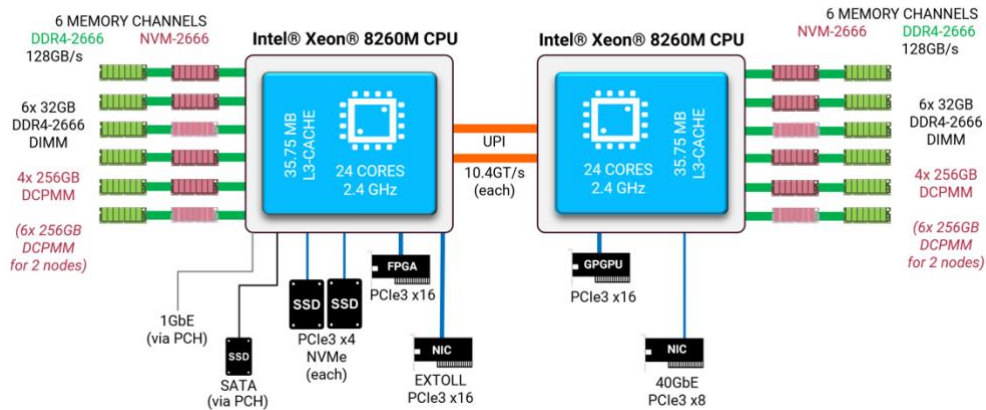 6 MEMORY CHANNELS
DDR4-2666 NVM-2666
128GB/s
6x 32GB
DDR4-2666
DIMM
4x 256GB
DCPMM
(6x 256GB
DCPMM
for 2 nodes)
Intel® Xeon® 8260M CPU
35.75 MB
L3-CACHE
24 CORES
2.4 GHz
UPI
10.4GT/s
(each)
Intel® Xeon® 8260M CPU
24 CORES
2.4 GHz
35.75 MB
L3-CACHE
6 MEMORY CHANNELS
NVM-2666 DDR4-2666
128GB/s
6x 32GB
DDR4-2666
DIMM
4x 256GB
DCPMM
(6x 256GB
DCPMM
for 2 nodes)
1GbE
(via PCH)
SSD
SATA
(via PCH)
SSD
SSD
PCIe3 x4
NVMe
(each)
FPGA
PCIe3 x16
NIC
EXTOLL
PCIe3 x16
GPGPU
PCIe3 x16
NIC
40GbE
PCIe3 x8